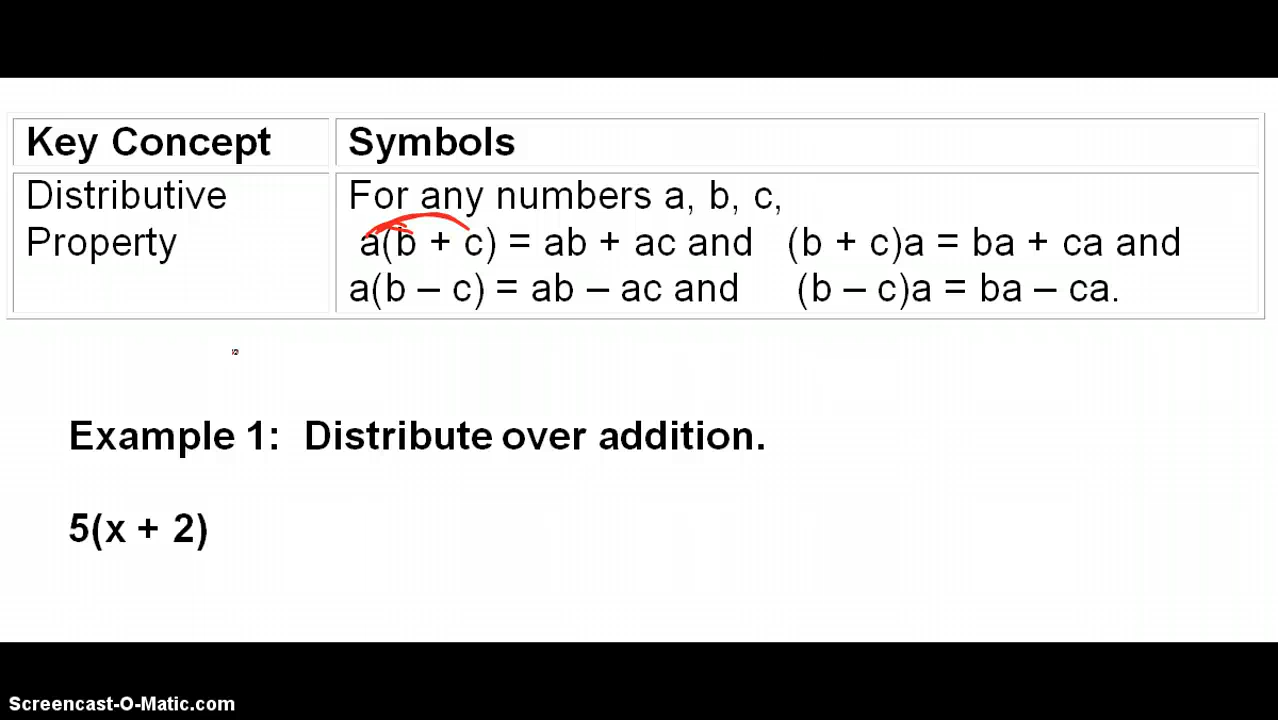 Key Concept Symbols
Distributive For any numbers a, b, c,
Property a(b + c) = ab + ac and (b + c)a = ba + ca and
a(b – c) = ab – ac and (b – c)a = ba – ca.
Example 1: Distribute over addition.
5(x + 2)
Screencast-O-Matic.com